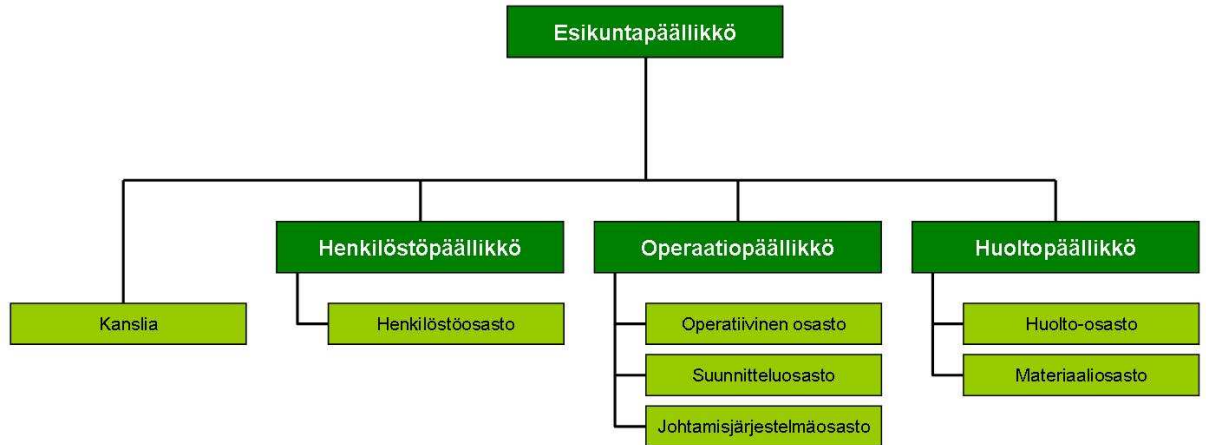 Esikuntapäällikkö
Henkilöstöpäällikkö
Operaatiopäällikkö
Huoltopäällikkö
Kanslia
Henkilöstöosasto
Operatiivinen osasto
Huolto-osasto
Suunnitteluosasto
Materiaaliosasto
Johtamisjärjestelmäosasto